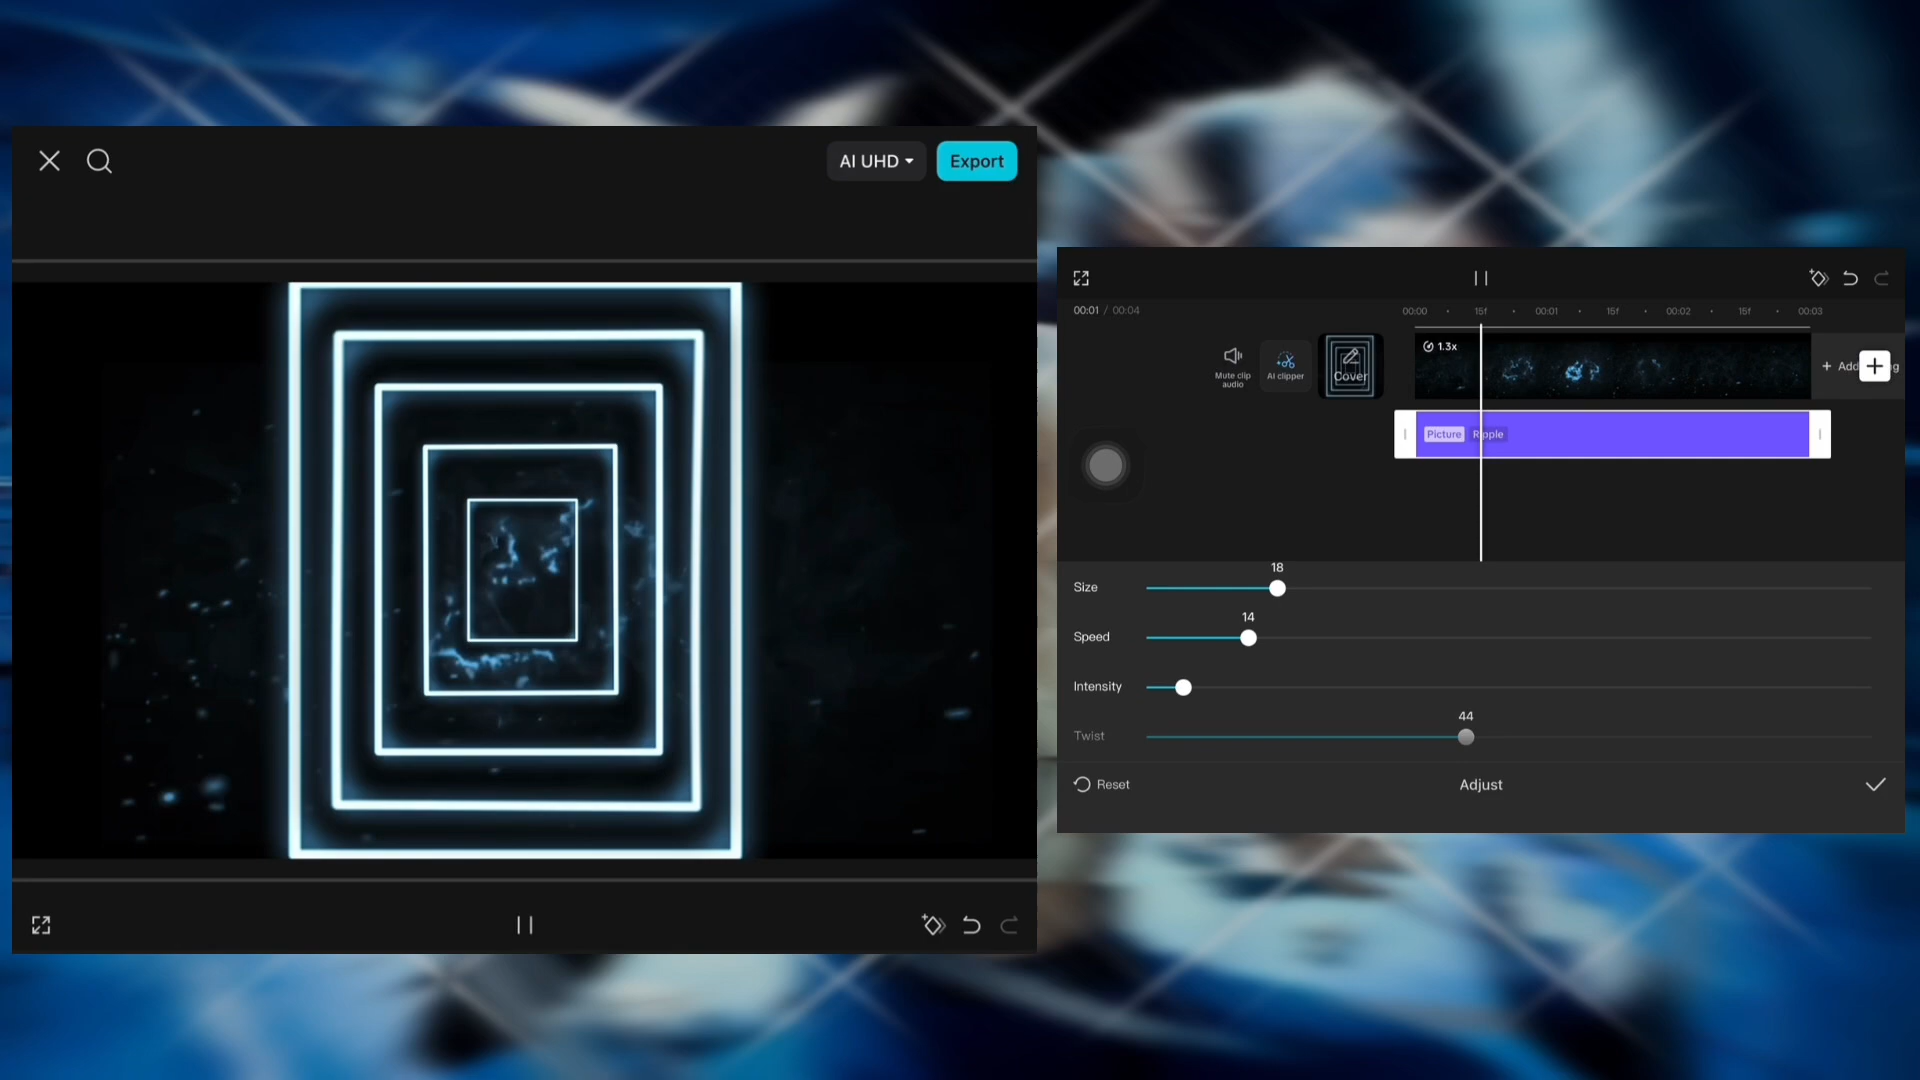 AI UHD
Export
00:01 / 00:04
00:00
15f
00:01
15f
00:02
15f
00:03
1.3x
Mute clip
audio
AI clipper
Cover
+ Add
Picture
Ripple
18
Size
14
Speed
Intensity
44
Twist
Reset
Adjust